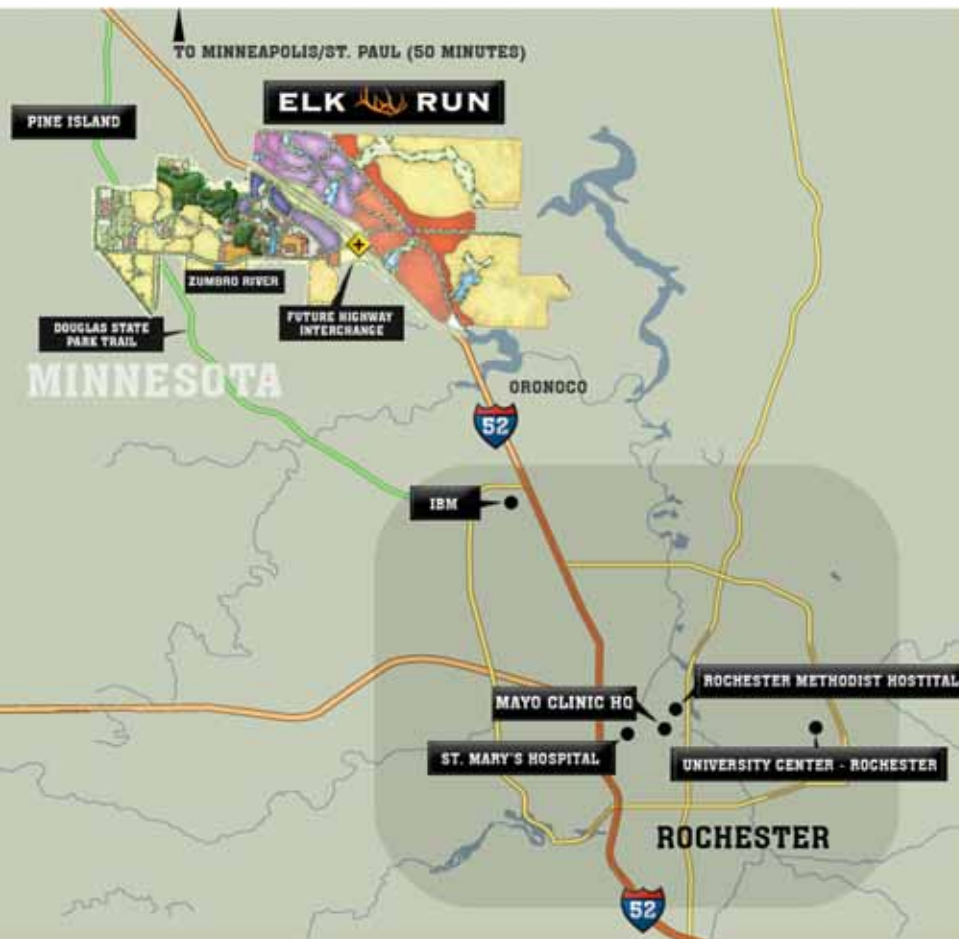 TO MINNEAPOLIS/ST. PAUL (50 MINUTES)
ELK RUN
PINE ISLAND
ZUMBRO RIVER
FUTURE HIGHWAY
INTERCHANGE
DOUGLAS STATE
PARK TRAIL
MINNESOTA
ORONOCO
52
IBM
ROCHESTER METHODIST HOSTITAL
MAYO CLINIC HQ
ST. MARY'S HOSPITAL
UNIVERSITY CENTER - ROCHESTER
ROCHESTER
52